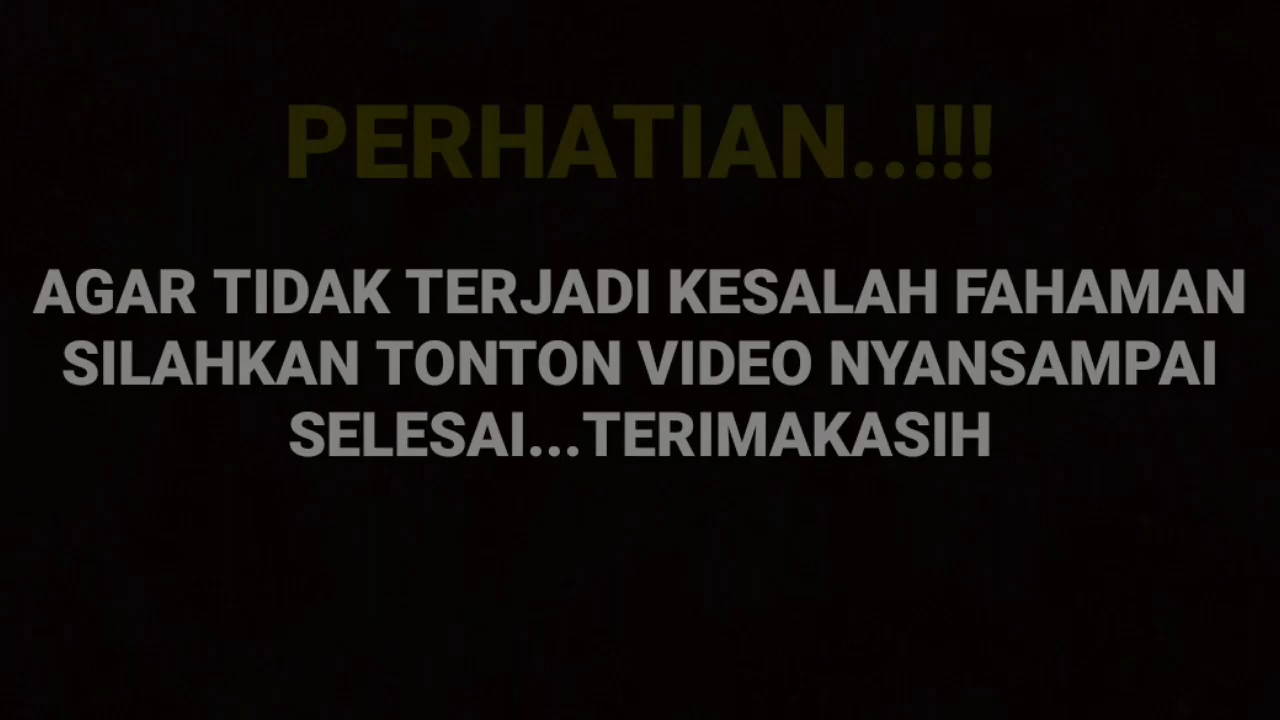 PERHATIAN..!!!
AGAR TIDAK TERJADI KESALAH FAHAMAN
SILAHKAN TONTON VIDEO NYANSAMPAI
SELESAI...TERIMAKASIH